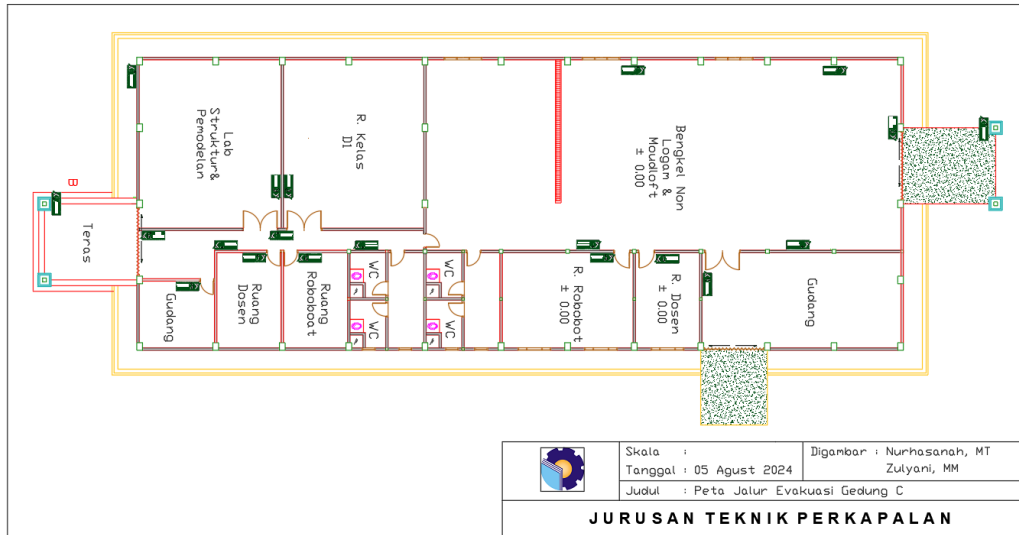 Lab
Struktur&
Pemodelan
R. Kelas
D1
Bengkel Non
Logam &
Moudloft
± 0.00
B
Teras
Gudang
Ruang
Dosen
Ruang
Roboboat
WC
WC
WC
WC
R. Robobot
± 0.00
R. Dosen
± 0.00
Gudang
Skala :
Tanggal : 05 Agust 2024
Digambar : Nurhasanah, MT
Zulyani, MM
Judul : Peta Jalur Evakuasi Gedung C
JURUSAN TEKNIK PERKAPALAN